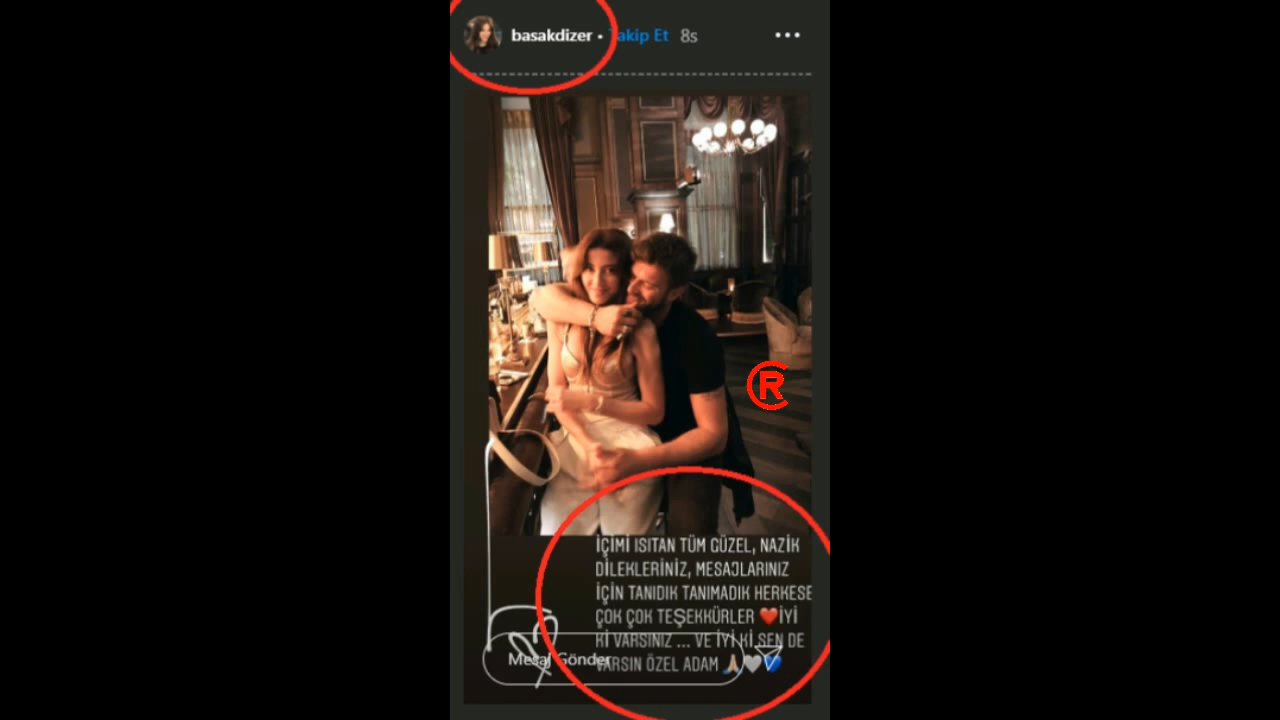 basakdizer • Takip Et 8s
R
İÇİMİ ISITAN TÜM GÜZEL, NAZİK
DİLEKLERİNİZ, MESAJLARINIZ
İÇİN TANIDIK TANIMADIK HERKESE
ÇOK ÇOK TEŞEKKÜRLER ❤️İYİ
Kİ VARSINIZ ... VE İYİ Kİ SEN DE
VARSIN ÖZEL ADAM 🙏🏼🤍💙
Mesaj Gönder